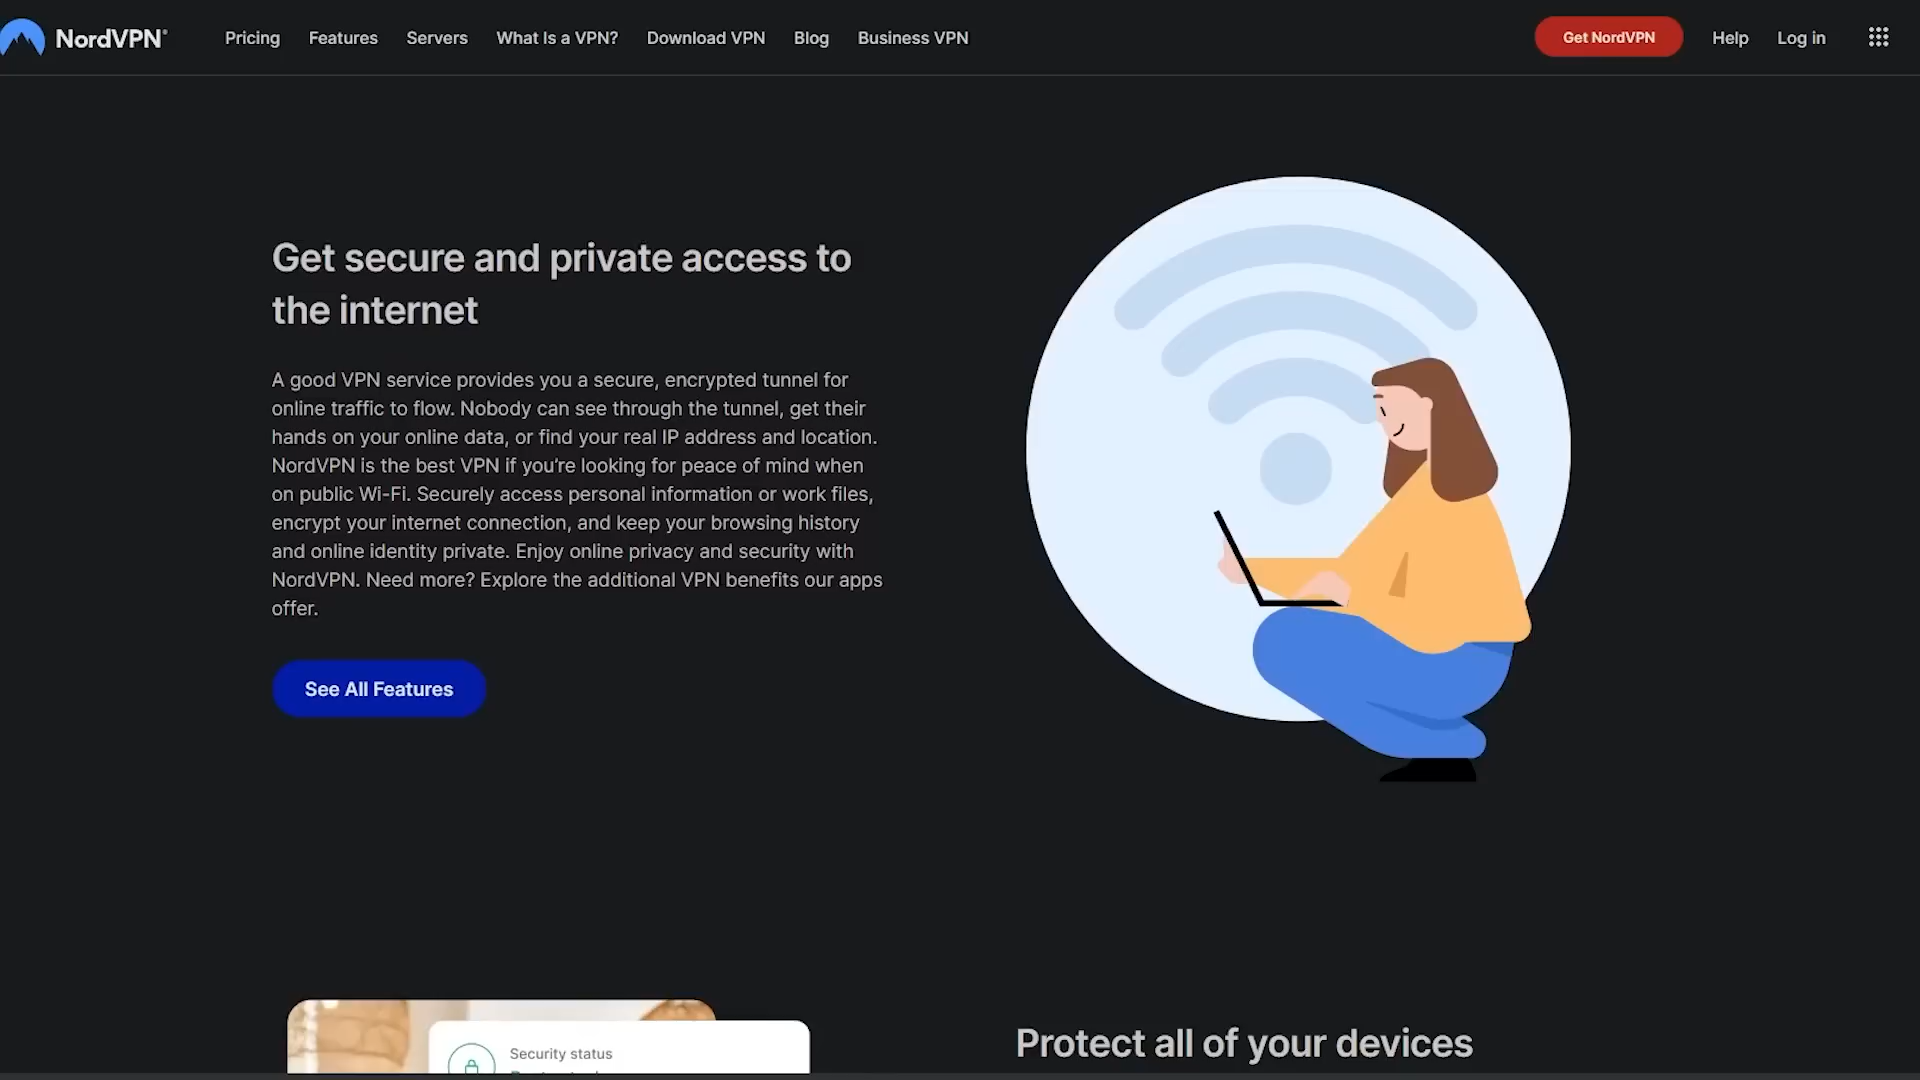 NordVPN®
Pricing
Features
Servers
What Is a VPN?
Download VPN
Blog
Business VPN
Get NordVPN
Help
Log in
Get secure and private access to
the internet
A good VPN service provides you a secure, encrypted tunnel for
online traffic to flow. Nobody can see through the tunnel, get their
hands on your online data, or find your real IP address and location.
NordVPN is the best VPN if you’re looking for peace of mind when
on public Wi-Fi. Securely access personal information or work files,
encrypt your internet connection, and keep your browsing history
and online identity private. Enjoy online privacy and security with
NordVPN. Need more? Explore the additional VPN benefits our apps
offer.
See All Features
Security status
Protect all of your devices